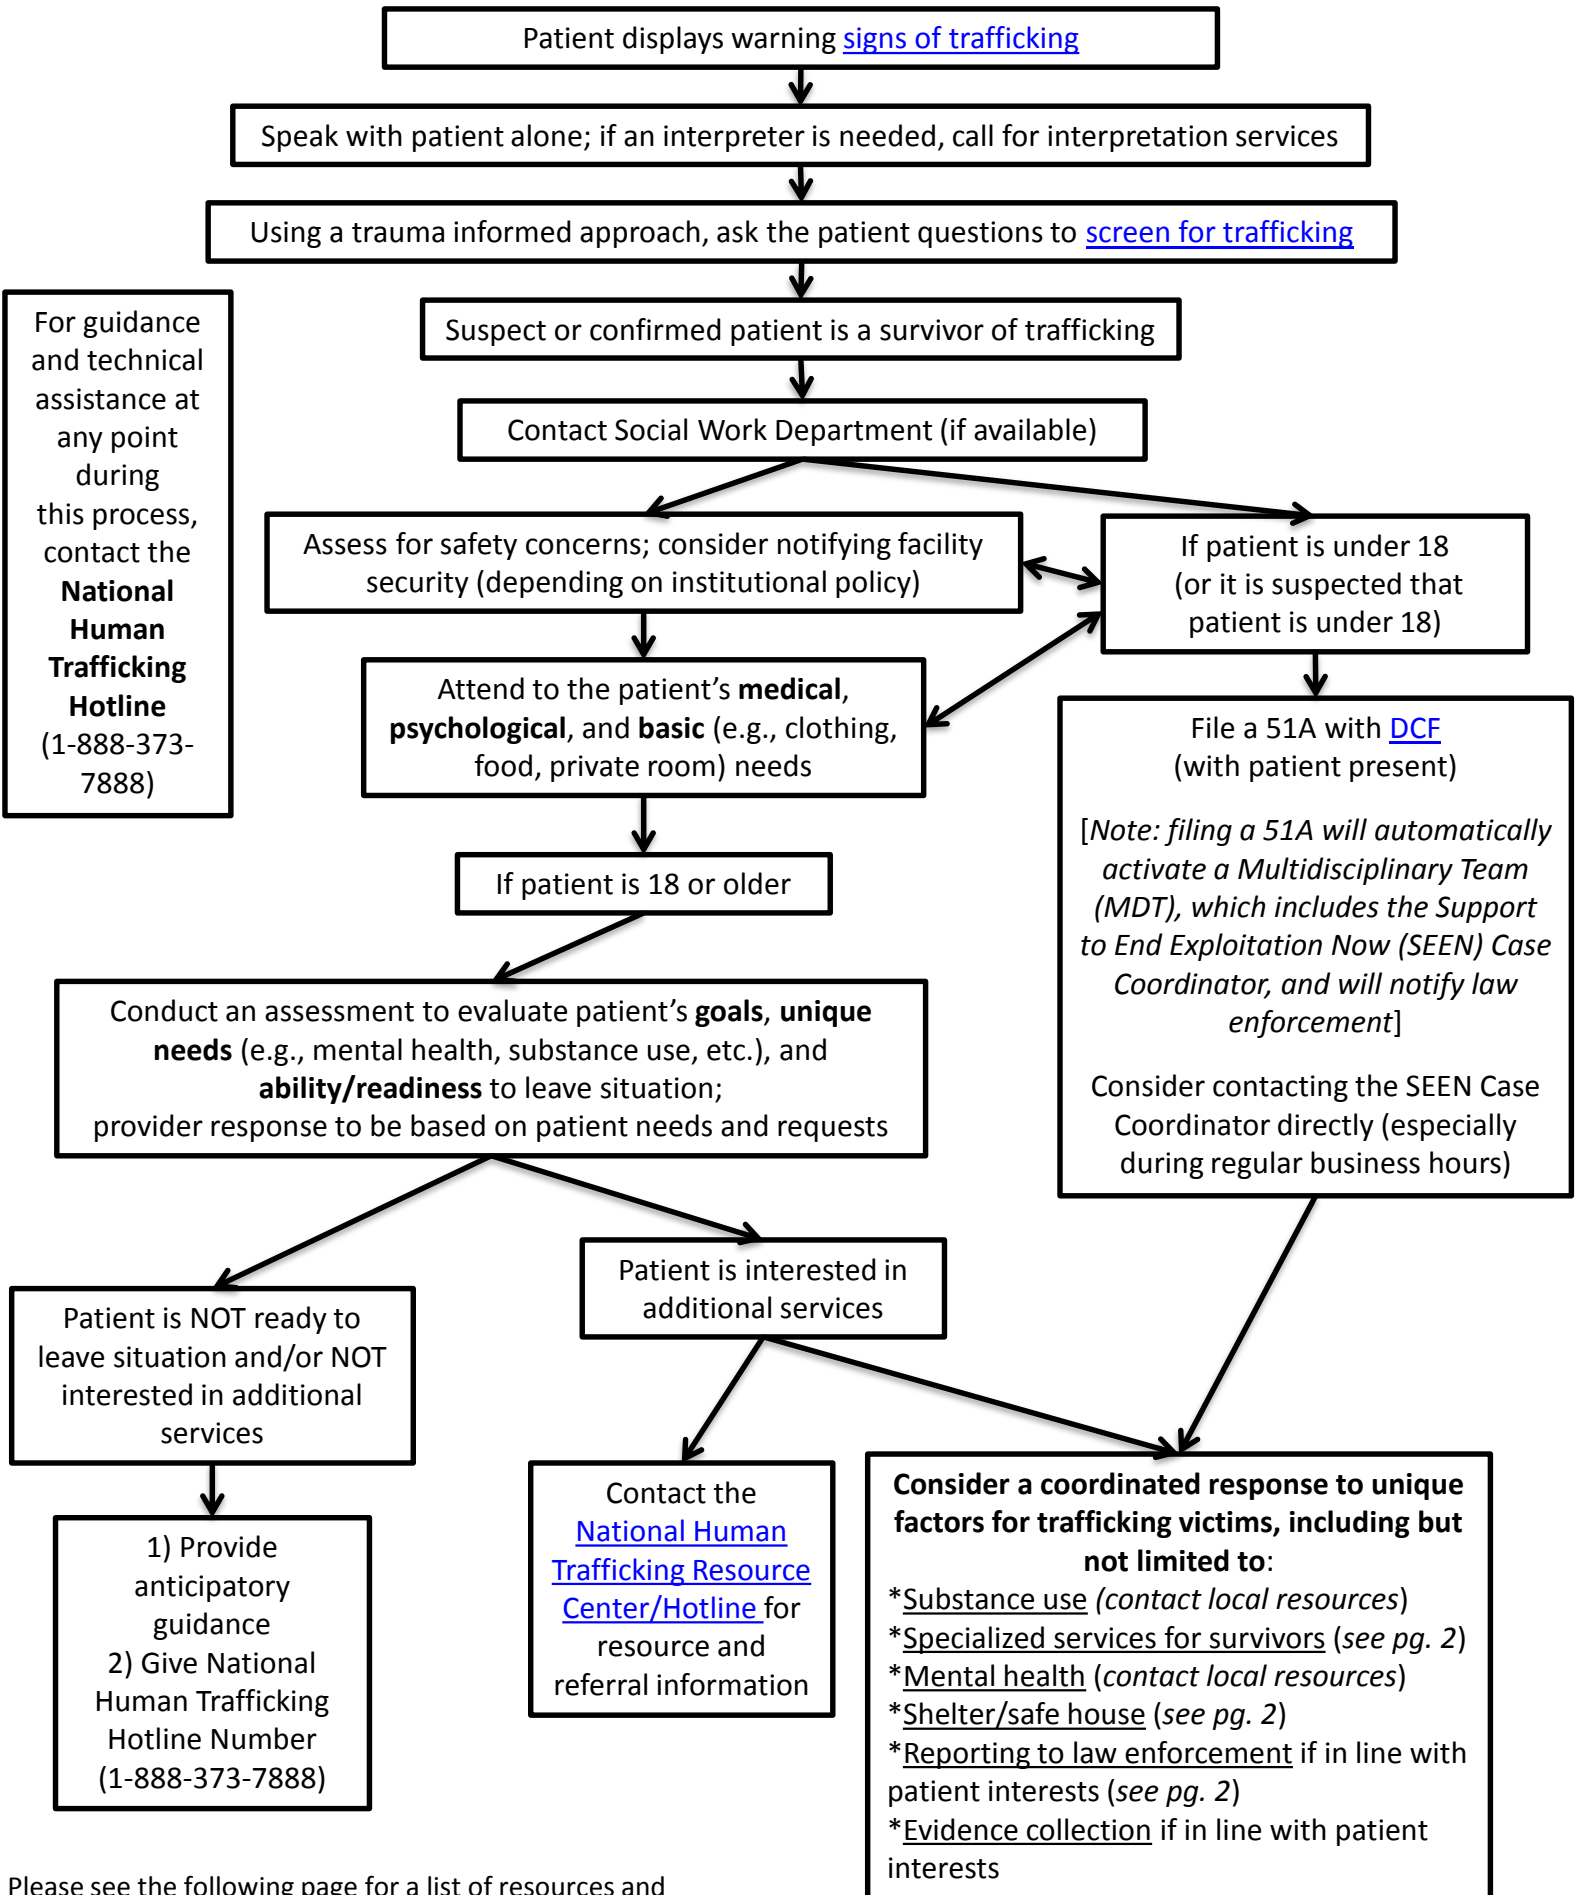 Patient displays warning signs of trafficking
Speak with patient alone; if an interpreter is needed, call for interpretation services
Using a trauma informed approach, ask the patient questions to screen for trafficking
Suspect or confirmed patient is a survivor of trafficking
For guidance
and technical
assistance at
any point
during
this process,
contact the
National
Human
Trafficking
Hotline
(1-888-373-
7888)
Contact Social Work Department (if available)
Assess for safety concerns; consider notifying facility
security (depending on institutional policy)
If patient is under 18
(or it is suspected that
patient is under 18)
Attend to the patient’s medical,
psychological, and basic (e.g., clothing,
food, private room) needs
File a 51A with DCF
(with patient present)
[Note: filing a 51A will automatically
activate a Multidisciplinary Team
(MDT), which includes the Support
to End Exploitation Now (SEEN) Case
Coordinator, and will notify law
enforcement]
Consider contacting the SEEN Case
Coordinator directly (especially
during regular business hours)
If patient is 18 or older
Conduct an assessment to evaluate patient’s goals, unique
needs (e.g., mental health, substance use, etc.), and
ability/readiness to leave situation;
provider response to be based on patient needs and requests
Patient is NOT ready to
leave situation and/or NOT
interested in additional
services
Patient is interested in
additional services
1) Provide
anticipatory
guidance
2) Give National
Human Trafficking
Hotline Number
(1-888-373-7888)
Contact the
National Human
Trafficking Resource
Center/Hotline for
resource and
referral information
Consider a coordinated response to unique
factors for trafficking victims, including but
not limited to:
*Substance use (contact local resources)
*Specialized services for survivors (see pg. 2)
*Mental health (contact local resources)
*Shelter/safe house (see pg. 2)
*Reporting to law enforcement if in line with
patient interests (see pg. 2)
*Evidence collection if in line with patient
interests
Please see the following page for a list of resources and